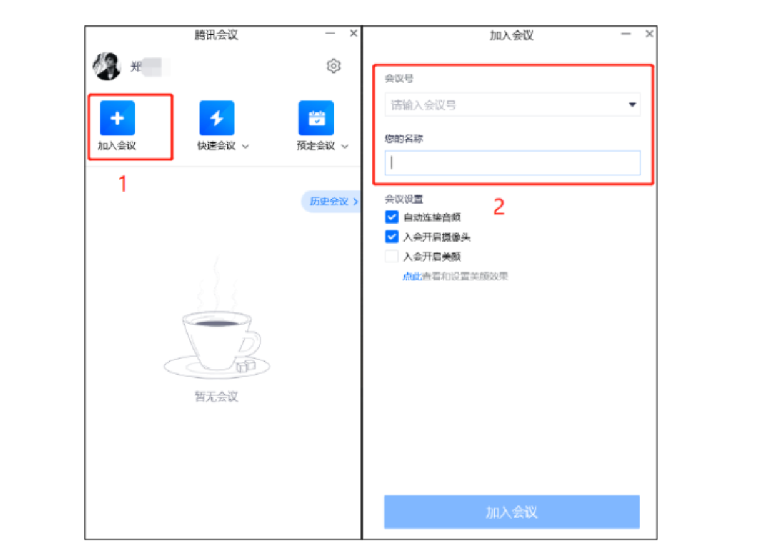 腾讯会议
郑
加入会议
快速会议
预定会议
1
历史会议
暂无会议
加入会议
会议号
请输入会议号
您的名称
会议设置
2
自动连接音频
入会开启摄像头
入会开启美颜
点此查看和设置美颜效果
加入会议